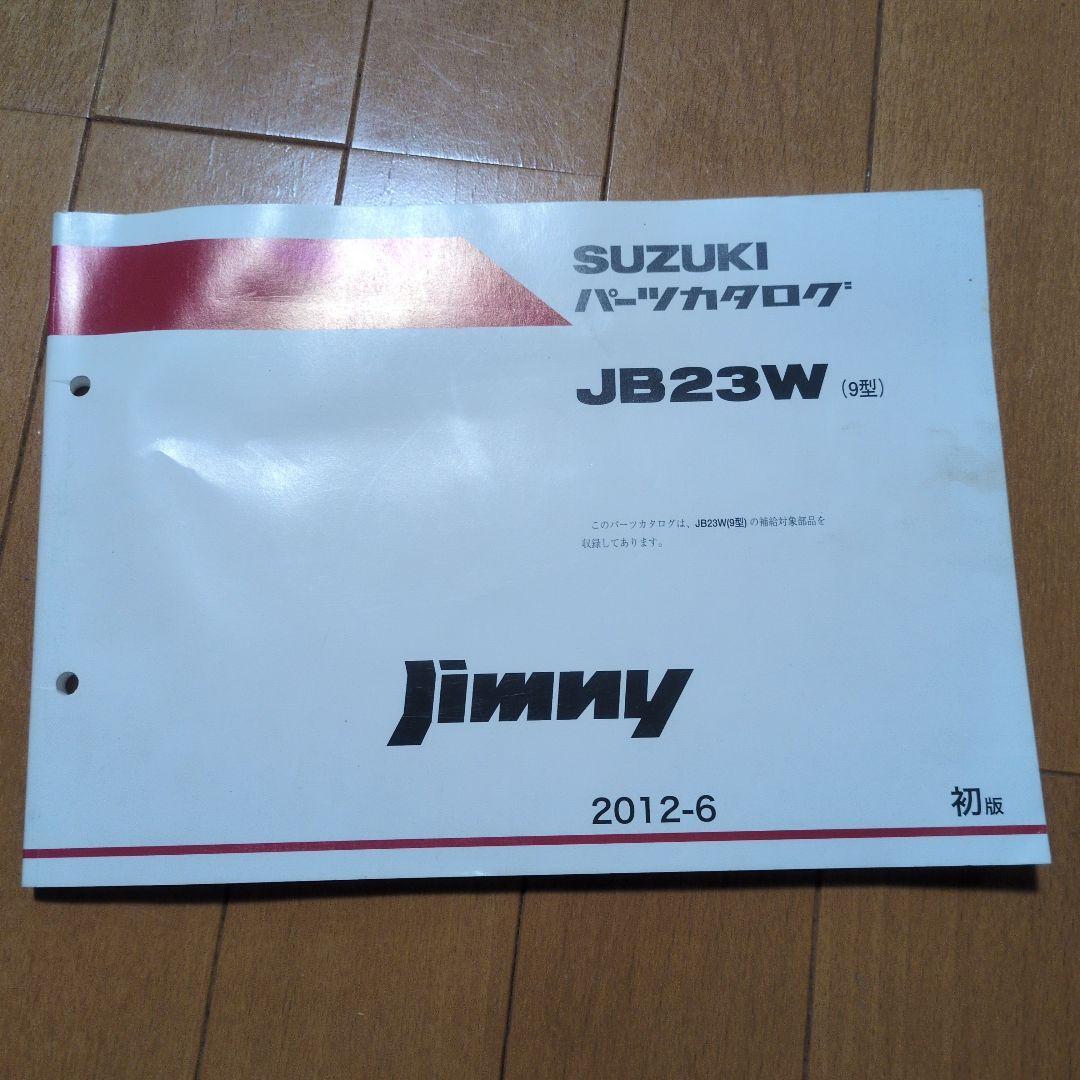 SUZUKI
パーツカタログ
JB23W (9型)
このパーツカタログは、JB23W(9型) の補給対象部品を
収録してあります。
Jimny
2012-6
初版